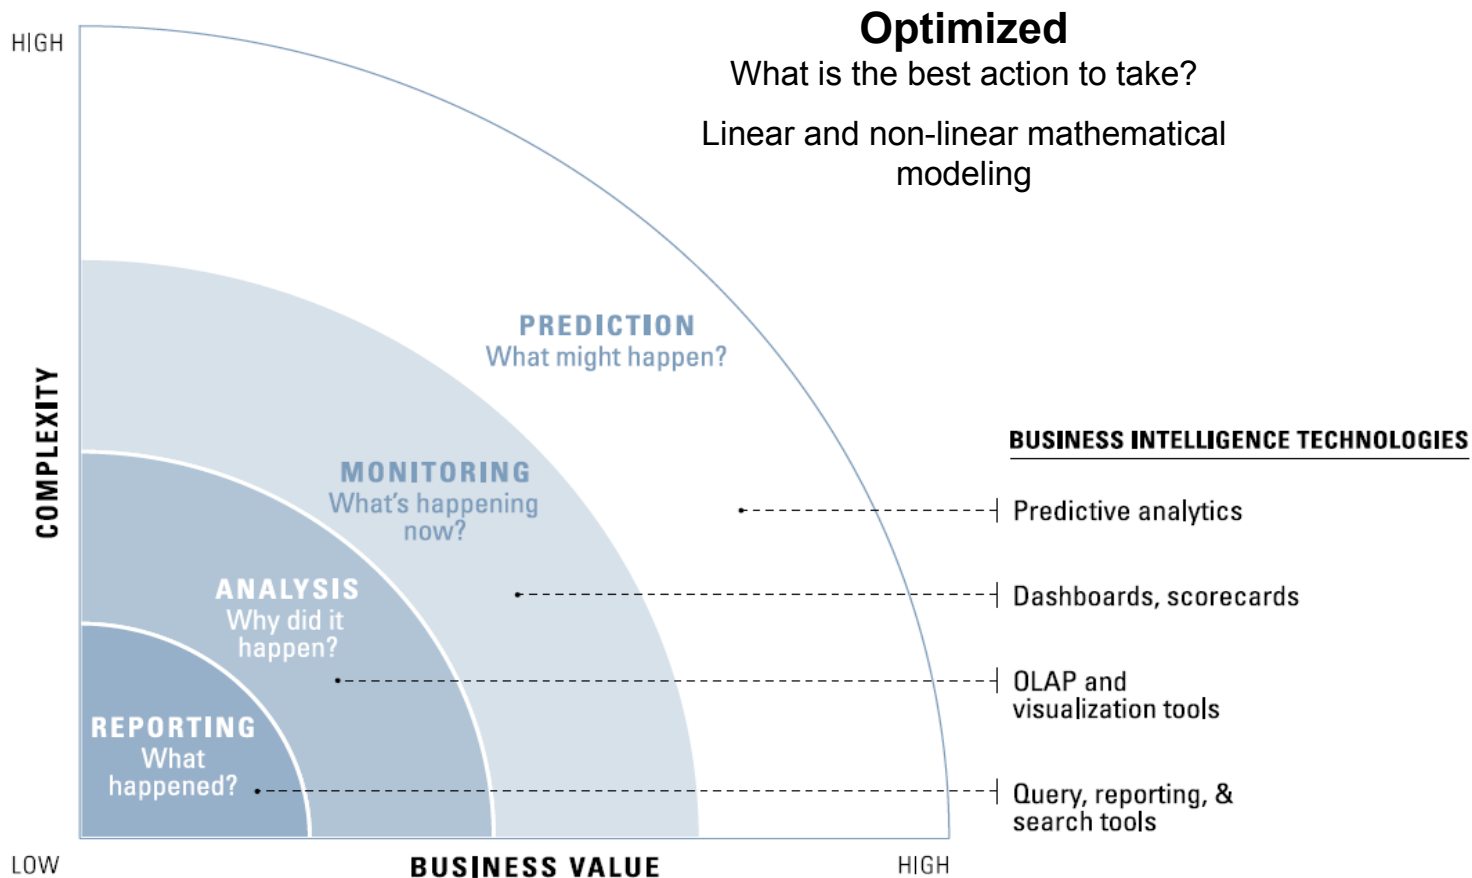 Optimized
What is the best action to take?
Linear and non-linear mathematical
modeling
HIGH
PREDICTION
What might happen?
MONITORING
What's happening
now?
ANALYSIS
Why did it
happen?
REPORTING
What
happened?
COMPLEXITY
BUSINESS INTELLIGENCE TECHNOLOGIES
Predictive analytics
Dashboards, scorecards
OLAP and
visualization tools
Query, reporting, &
search tools
LOW
BUSINESS VALUE
HIGH